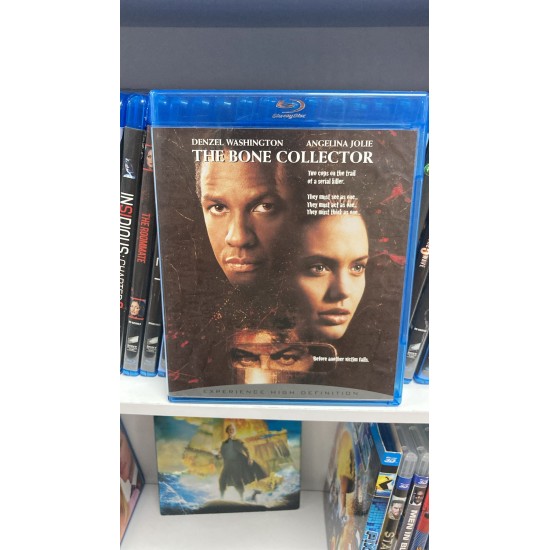 Blu-ray Disc
DENZEL WASHINGTON
ANGELINA JOLIE
THE BONE COLLECTOR
Two cops on the trail
of a serial killer.
They must see as one...
They must act as one...
They must think as one...
Before another victim falls.
EXPERIENCE HIGH DEFINITION
INSIDIOUS: CHAPTER
THE ROOMMATE
MEN IN